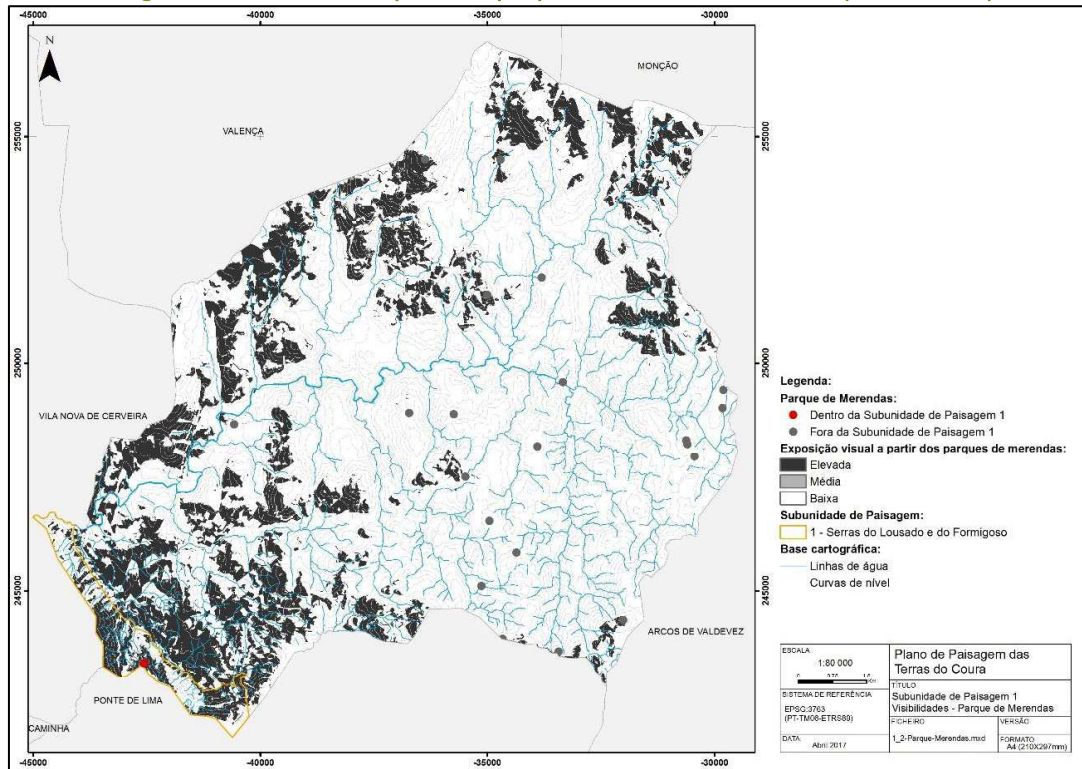 -45000 -40000 -35000 -30000
N
MONÇÃO
VALENÇA
255000 255000
250000 250000
VILA NOVA DE CERVEIRA
245000 245000
ARCOS DE VALDEVEZ
PONTE DE LIMA
CAMINHA
-45000 -40000 -35000 -30000
Legenda:
Parque de Merendas:
Dentro da Subunidade de Paisagem 1
Fora da Subunidade de Paisagem 1
Exposição visual a partir dos parques de merendas:
Elevada
Média
Baixa
Subunidade de Paisagem:
1 - Serras do Lousado e do Formigoso
Base cartográfica:
Linhas de água
Curvas de nível
ESCALA
1:80 000
SISTEMA DE REFERÊNCIA
EPSG:3763
(PT-TM06-ETRS89)
DATA
Abril 2017
Plano de Paisagem das
Terras do Coura
TÍTULO
Subunidade de Paisagem 1
Visibilidades - Parque de Merendas
FICHEIRO
1_2-Parque-Merendas.mxd
VERSÃO
FORMATO
A4 (210X297mm)